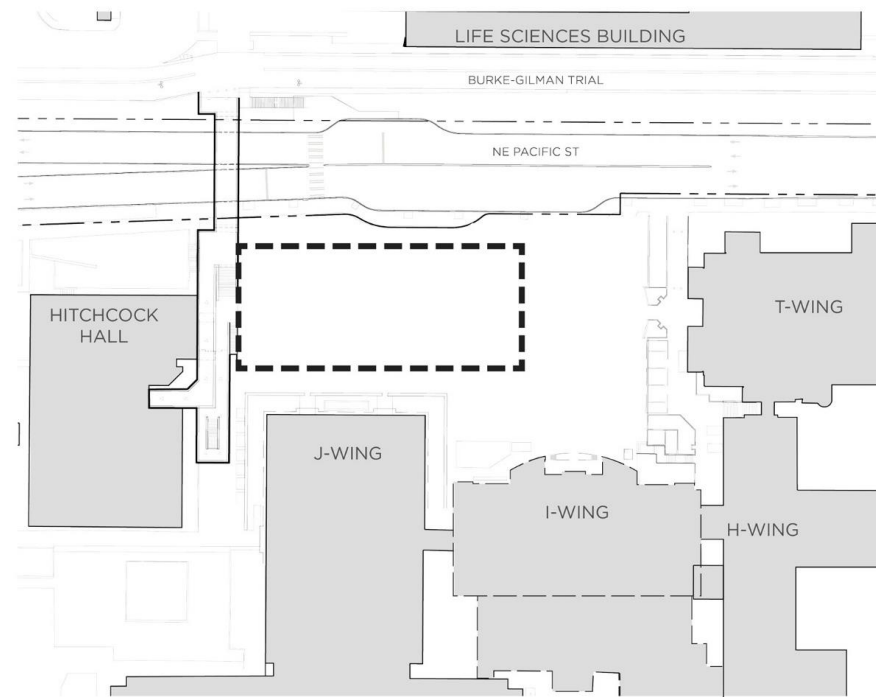 LIFE SCIENCES BUILDING
BURKE-GILMAN TRIAL
NE PACIFIC ST
HITCHCOCK
HALL
T-WING
J-WING
I-WING
H-WING